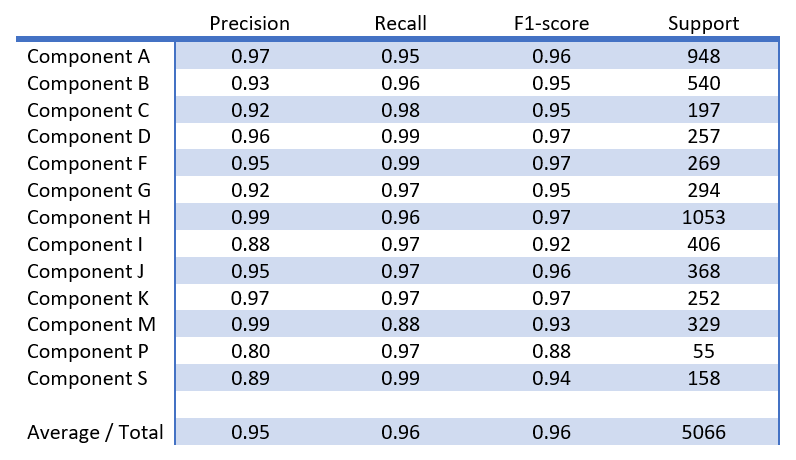 Precision Recall F1-score Support
Component A 0.97 0.95 0.96 948
Component B 0.93 0.96 0.95 540
Component C 0.92 0.98 0.95 197
Component D 0.96 0.99 0.97 257
Component F 0.95 0.99 0.97 269
Component G 0.92 0.97 0.95 294
Component H 0.99 0.96 0.97 1053
Component I 0.88 0.97 0.92 406
Component J 0.95 0.97 0.96 368
Component K 0.97 0.97 0.97 252
Component M 0.99 0.88 0.93 329
Component P 0.80 0.97 0.88 55
Component S 0.89 0.99 0.94 158
Average / Total 0.95 0.96 0.96 5066